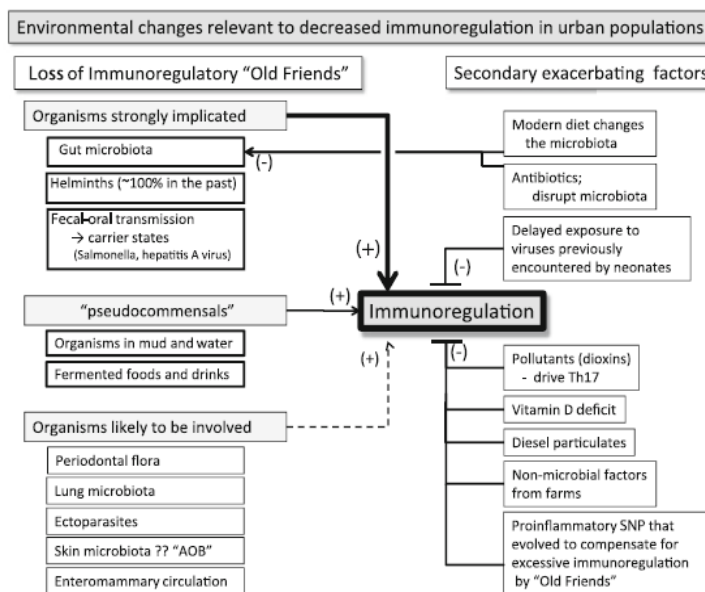 Environmental changes relevant to decreased immunoregulation in urban populations
Loss of Immunoregulatory “Old Friends”
Secondary exacerbating factors
Organisms strongly implicated
Gut microbiota
(-)
Helminths (~100% in the past)
Fecal-oral transmission
→ carrier states
(Salmonella, hepatitis A virus)
(+)
Modern diet changes
the microbiota
Antibiotics;
disrupt microbiota
Delayed exposure to
viruses previously
encountered by neonates
(-)
“pseudocommensals”
(+)
Immunoregulation
Organisms in mud and water
Fermented foods and drinks
(+)
(-)
Organisms likely to be involved
Periodontal flora
Lung microbiota
Ectoparasites
Skin microbiota ?? “AOB”
Enteromammary circulation
Pollutants (dioxins)
- drive Th17
Vitamin D deficit
Diesel particulates
Non-microbial factors
from farms
Proinflammatory SNP that
evolved to compensate for
excessive immunoregulation
by “Old Friends”